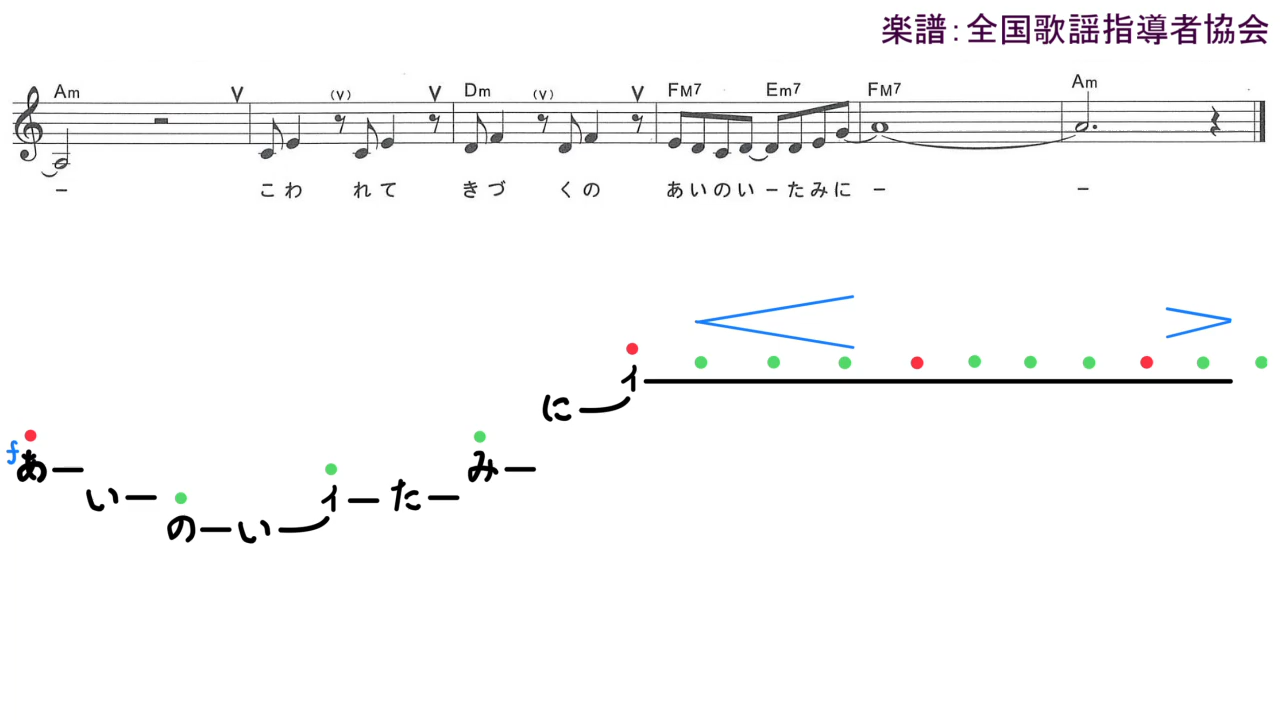 楽譜:全国歌謡指導者協会
Am V (V) V Dm (V) V FM7 Em7 FM7 Am
ー こわ れて きづ くの あいのいーたみに ー ー
f
にーイー
あー みー
いー イーたー
のーいー